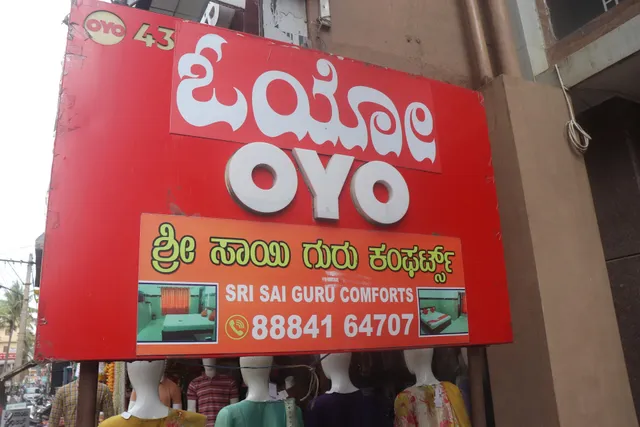 OYO 43
ಓಯೋ
OYO
ಶ್ರೀ ಸಾಯಿ ಗುರು ಕಂಫರ್ಟ್ಸ್
SRI SAI GURU COMFORTS
88841 64707